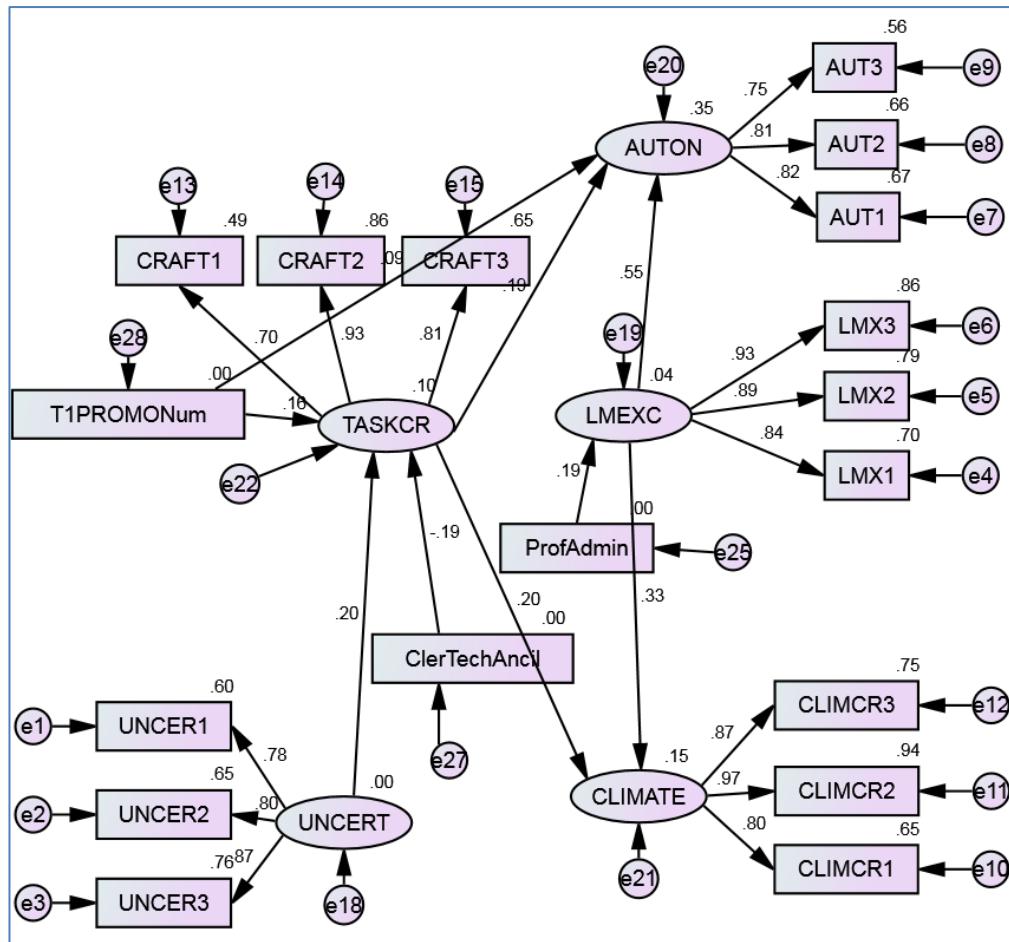 .56
e20
AUT3
e9
.75
.35
.66
.81
AUTON
AUT2
e8
e13
e14
e15
.82
.67
.49
.86
.65
AUT1
e7
CRAFT1
CRAFT2
.09
CRAFT3
.19
.55
.86
e28
.70
.93
.81
e19
LMX3
e6
.00
.10
.04
.93
.79
T1PROMONum
.16
TASKCR
LMEXC
.89
LMX2
e5
.84
.70
e22
.19
LMX1
e4
-.19
.00
ProfAdmin
e25
.20
.20
.33
.00
ClerTechAncil
.60
.75
e1
UNCER1
CLIMCR3
e12
.78
e27
.87
.65
.00
.15
.94
e2
UNCER2
.80
UNCERT
CLIMATE
.97
CLIMCR2
e11
.76
.87
.80
.65
e3
UNCER3
e18
e21
CLIMCR1
e10